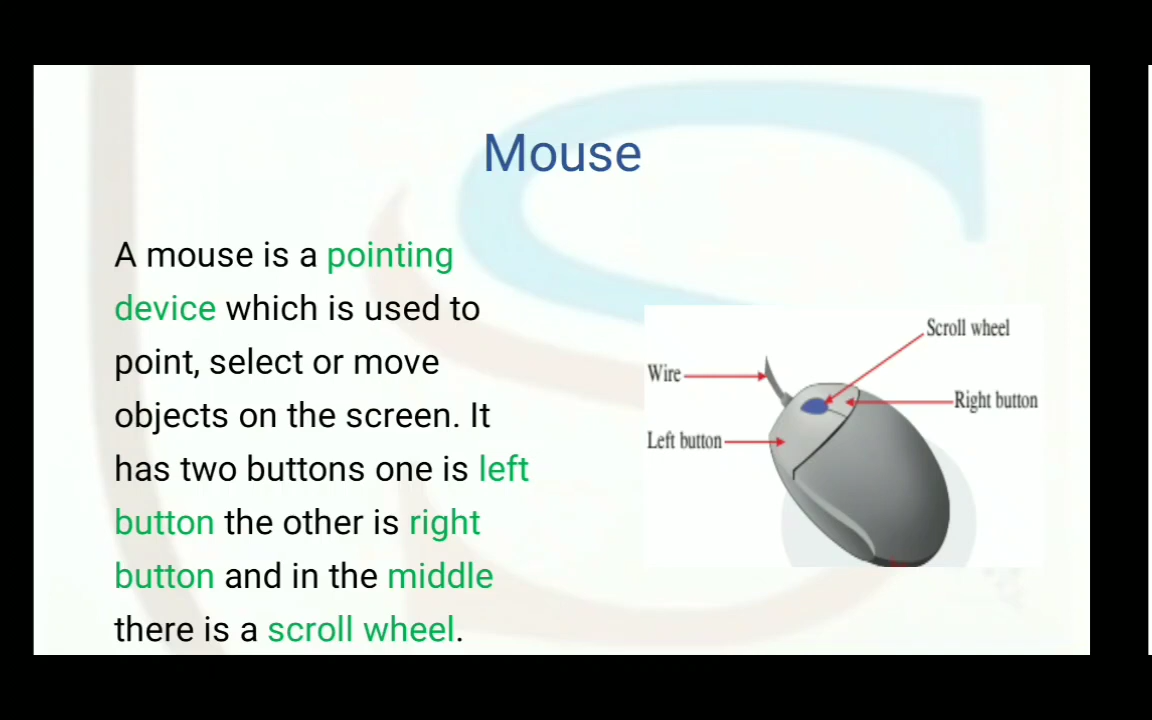 Mouse
A mouse is a pointing
device which is used to
point, select or move
objects on the screen. It
has two buttons one is left
button the other is right
button and in the middle
there is a scroll wheel.
Scroll wheel
Wire
Right button
Left button